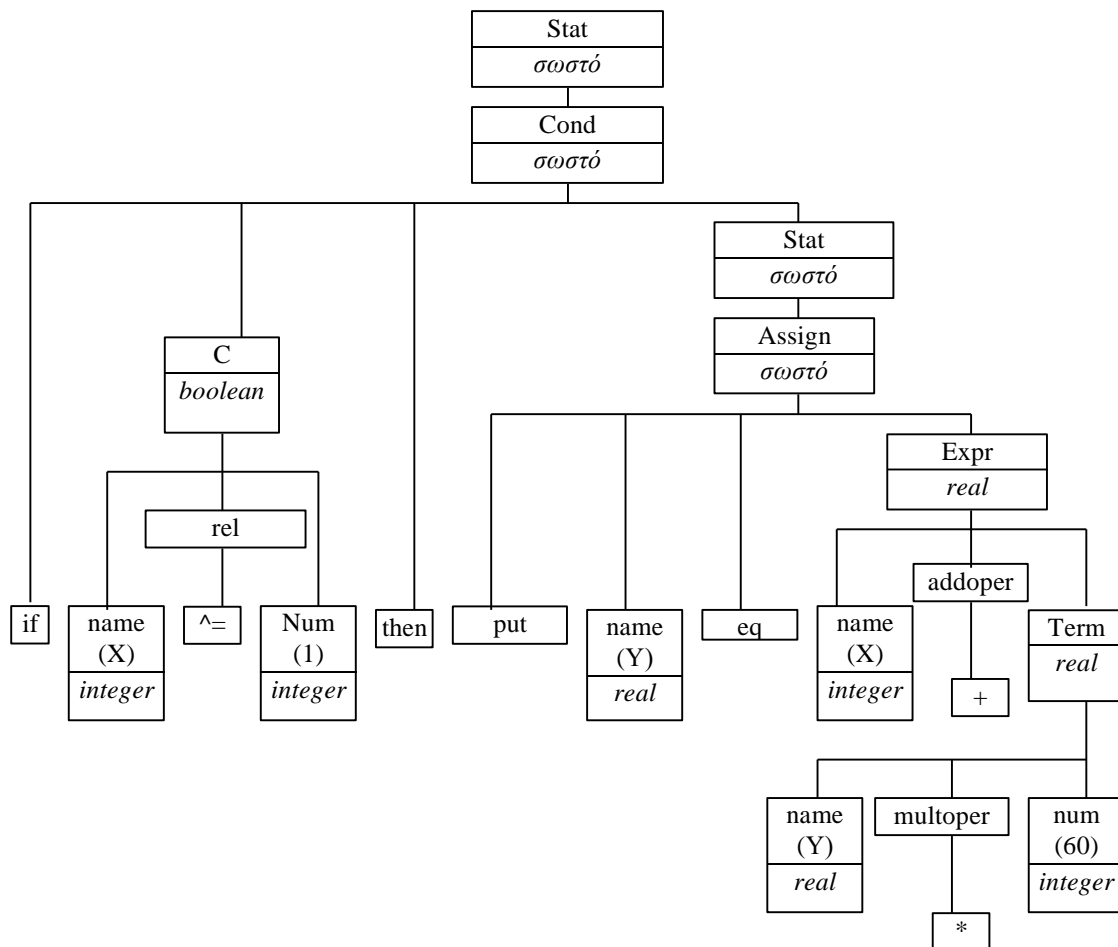 Stat
σωστό
Cond
σωστό
Stat
σωστό
Assign
σωστό
C
boolean
Expr
real
rel
addoper
if
name
(X)
integer
^=
Num
(1)
integer
then
put
name
(Y)
real
eq
name
(X)
integer
+
Term
real
name
(Y)
real
multoper
num
(60)
integer
*